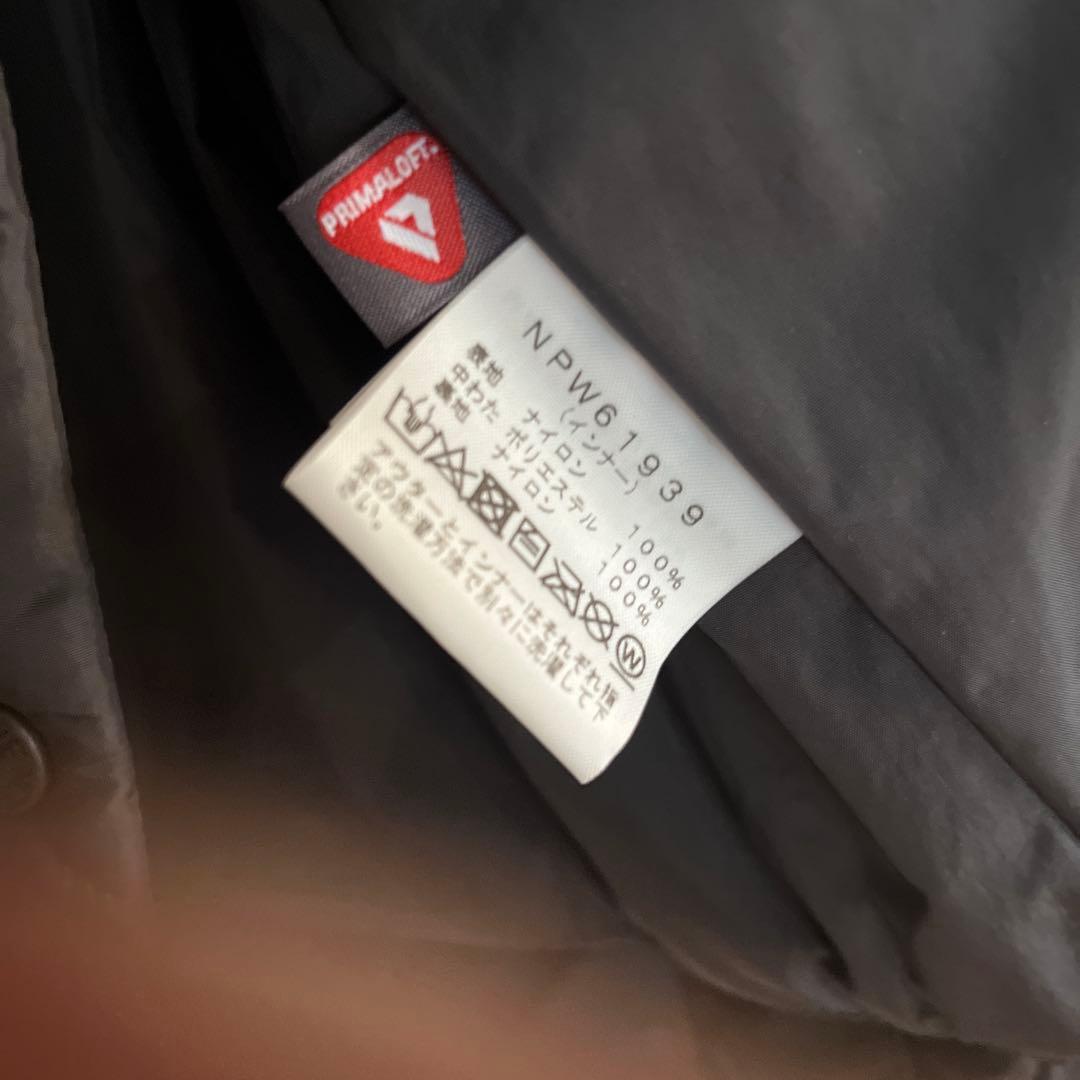 PRIMALOFT®
NPW61939
(インナー)
表地 ナイロン 100%
中わた ポリエステル 100%
裏地 ナイロン 100%
W
アウターとインナーはそれぞれ指
定の洗濯方法で別々に洗濯して下
さい。